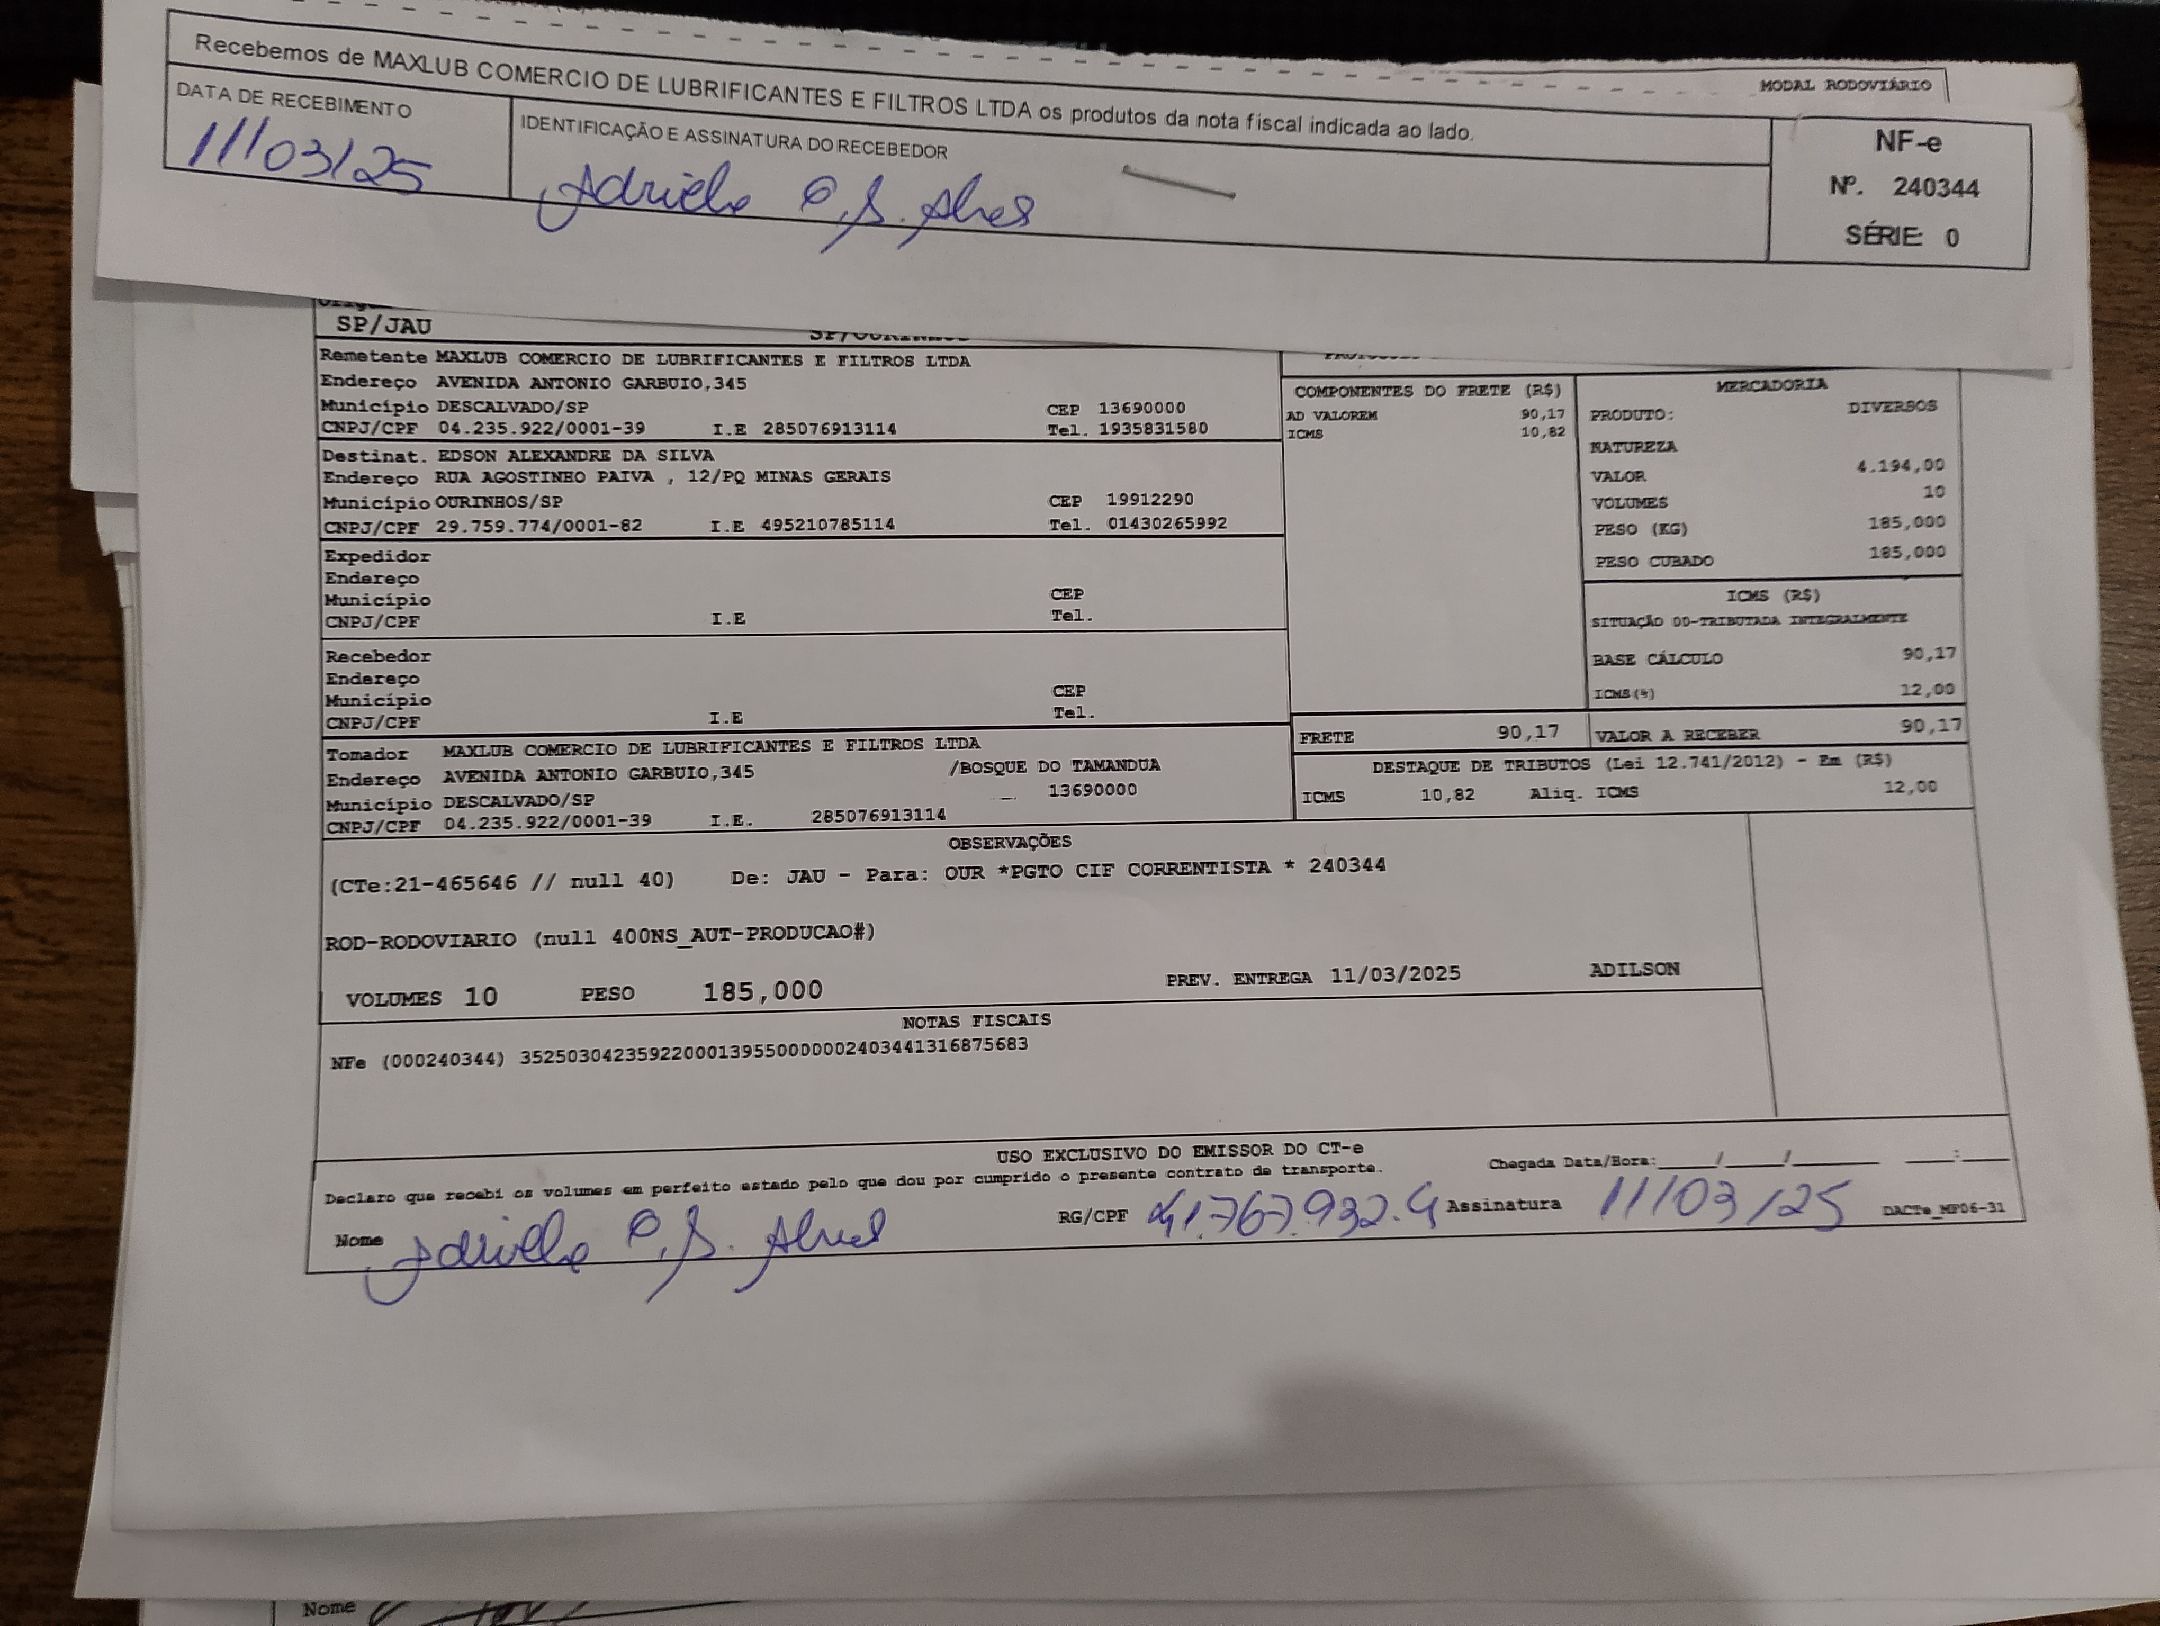 MODAL RODOVIÁRIO
Recebemos de MAXLUB COMERCIO DE LUBRIFICANTES E FILTROS LTDA os produtos da nota fiscal indicada ao lado.
DATA DE RECEBIMENTO
11/03/25
IDENTIFICAÇÃO E ASSINATURA DO RECEBEDOR
NF-e
Nº. 240344
SÉRIE: 0
SP/JAU
Remetente MAXLUB COMERCIO DE LUBRIFICANTES E FILTROS LTDA
Endereço AVENIDA ANTONIO GARBUIO,345
Município DESCALVADO/SP CEP 13690000
CNPJ/CPF 04.235.922/0001-39 I.E 285076913114 Tel. 1935831580
Destinat. EDSON ALEXANDRE DA SILVA
Endereço RUA AGOSTINHO PAIVA , 12/PQ MINAS GERAIS
Município OURINHOS/SP CEP 19912290
CNPJ/CPF 29.759.774/0001-82 I.E 495210785114 Tel. 01430265992
Expedidor
Endereço
Município CEP
CNPJ/CPF I.E Tel.
Recebedor
Endereço
Município CEP
CNPJ/CPF I.E Tel.
Tomador MAXLUB COMERCIO DE LUBRIFICANTES E FILTROS LTDA
Endereço AVENIDA ANTONIO GARBUIO,345 /BOSQUE DO TAMANDUA
Município DESCALVADO/SP 13690000
CNPJ/CPF 04.235.922/0001-39 I.E. 285076913114
COMPONENTES DO FRETE (R$)
AD VALOREM 90,17
ICMS 10,82
MERCADORIA
PRODUTO: DIVERSOS
NATUREZA
VALOR 4.194,00
VOLUMES 10
PESO (KG) 185,000
PESO CUBADO 185,000
ICMS (R$)
SITUAÇÃO 00-TRIBUTADA INTEGRALMENTE
BASE CÁLCULO 90,17
ICMS(%) 12,00
FRETE 90,17 VALOR A RECEBER 90,17
DESTAQUE DE TRIBUTOS (Lei 12.741/2012) - Em (R$)
ICMS 10,82 Aliq. ICMS 12,00
OBSERVAÇÕES
(CTe:21-465646 // null 40) De: JAU - Para: OUR *PGTO CIF CORRENTISTA * 240344
ROD-RODOVIARIO (null 400NS_AUT-PRODUCAO#)
VOLUMES 10 PESO 185,000 PREV. ENTREGA 11/03/2025 ADILSON
NOTAS FISCAIS
NFe (000240344) 35250304235922000139550000002403441316875683
USO EXCLUSIVO DO EMISSOR DO CT-e
Declaro que recebi os volumes em perfeito estado pelo que dou por cumprido o presente contrato de transporte. Chegada Data/Hora:____/____/______ ____:____
Nome RG/CPF 41.767.932.4 Assinatura 11/03/25 DACTe_MP06-31
Nome